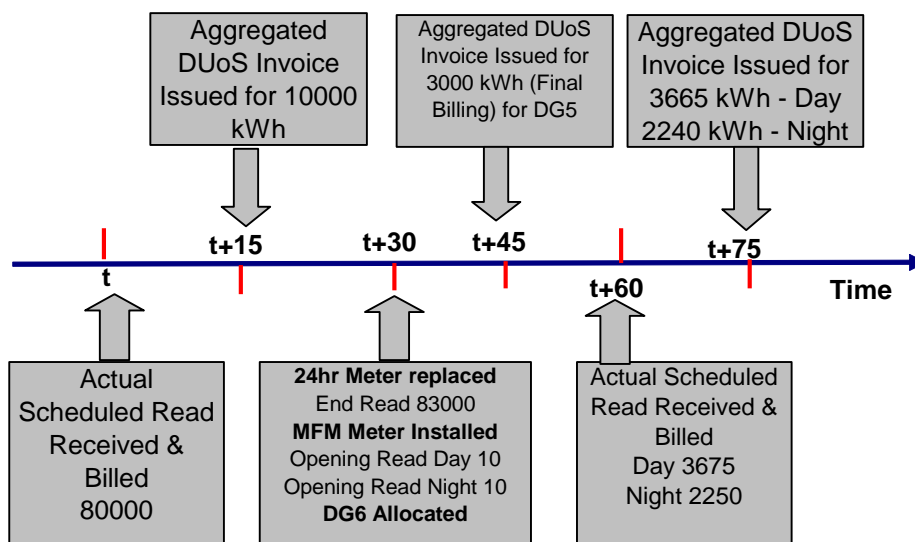 Aggregated
DUoS Invoice
Issued for 10000
kWh
Aggregated DUoS
Invoice Issued for
3000 kWh (Final
Billing) for DG5
Aggregated DUoS
Invoice Issued for
3665 kWh - Day
2240 kWh - Night
t
t+15
t+30
t+45
t+60
t+75
Time
Actual
Scheduled Read
Received &
Billed
80000
24hr Meter replaced
End Read 83000
MFM Meter Installed
Opening Read Day 10
Opening Read Night 10
DG6 Allocated
Actual Scheduled
Read Received &
Billed
Day 3675
Night 2250